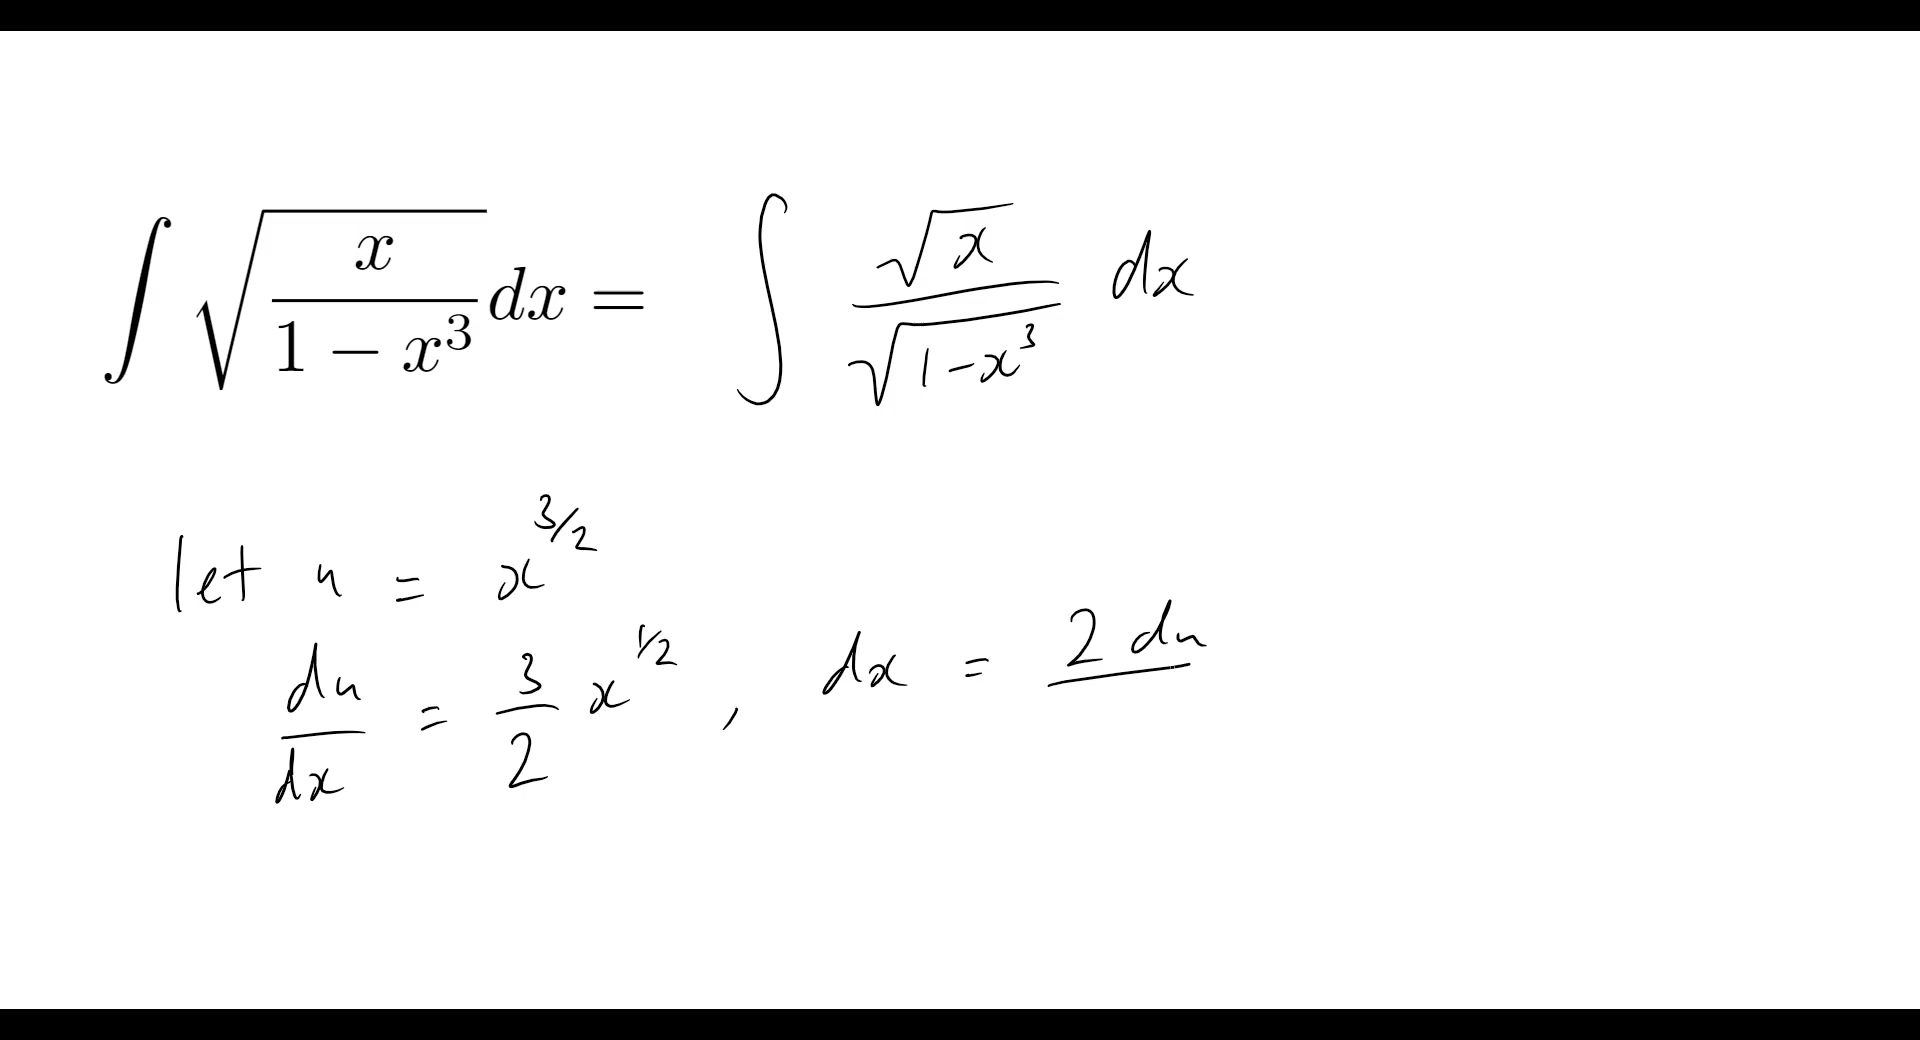 ∫ √(x/(1 − x³)) dx = ∫ √x/√(1-x³) dx
let u = x^(3/2)
du/dx = 3/2 x^(1/2) , dx = 2 du